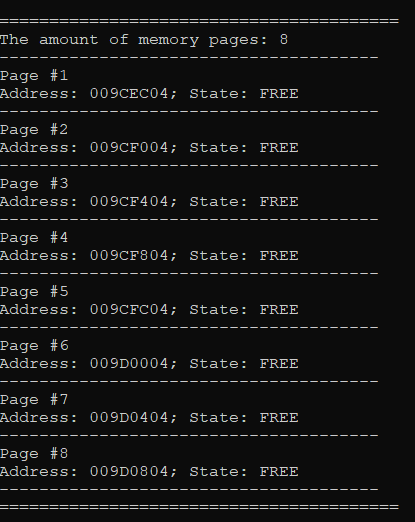 ========================================
The amount of memory pages: 8
--------------------------------------
Page #1
Address: 009CEC04; State: FREE
--------------------------------------
Page #2
Address: 009CF004; State: FREE
--------------------------------------
Page #3
Address: 009CF404; State: FREE
--------------------------------------
Page #4
Address: 009CF804; State: FREE
--------------------------------------
Page #5
Address: 009CFC04; State: FREE
--------------------------------------
Page #6
Address: 009D0004; State: FREE
--------------------------------------
Page #7
Address: 009D0404; State: FREE
--------------------------------------
Page #8
Address: 009D0804; State: FREE
--------------------------------------
========================================